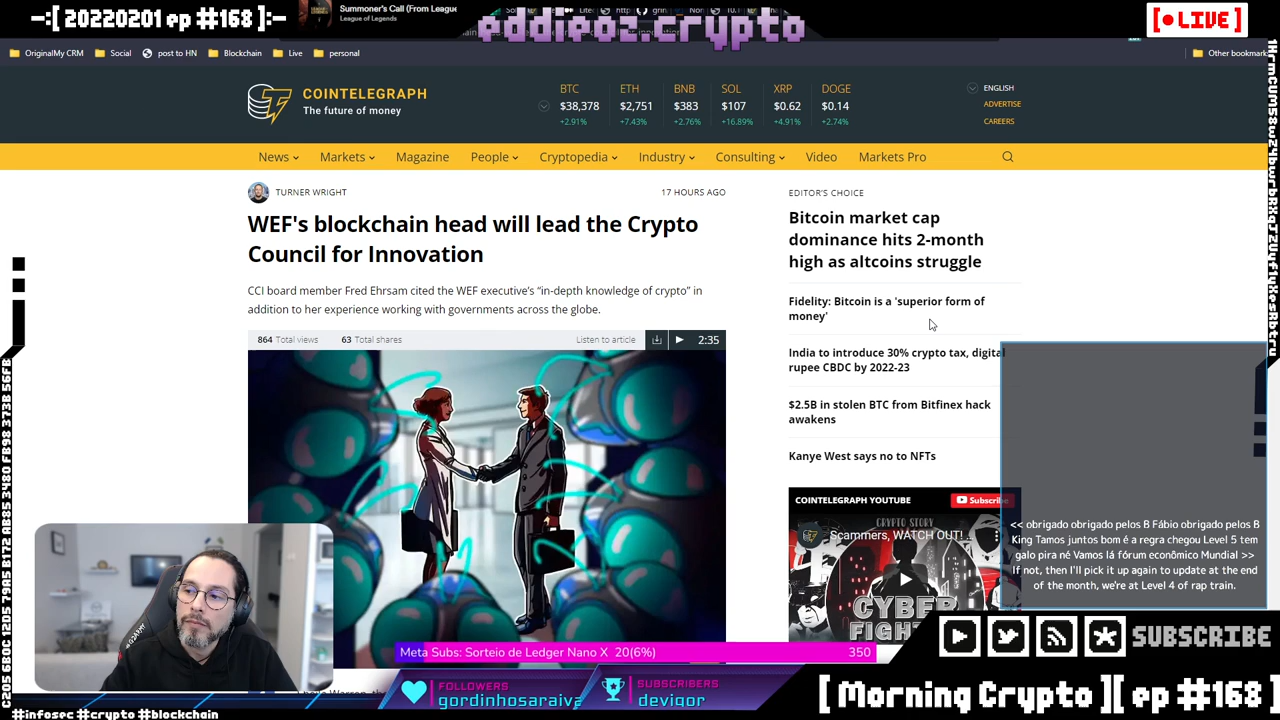 [ 20220201 ep #168 ]
Summoner's Call (From League
League of Legends
eddieoz.crypto
[ LIVE ]
OriginalMy CRM
Social
post to HN
Blockchain
Live
personal
Other bookmark
COINTELEGRAPH
The future of money
BTC ETH BNB SOL XRP DOGE
$38,378 $2,751 $383 $107 $0.62 $0.14
+2.91% +7.43% +2.76% +16.89% +4.91% +2.74%
ENGLISH
ADVERTISE
CAREERS
News Markets Magazine People Cryptopedia Industry Consulting Video Markets Pro
TURNER WRIGHT
17 HOURS AGO
WEF's blockchain head will lead the Crypto
Council for Innovation
CCI board member Fred Ehrsam cited the WEF executive's “in-depth knowledge of crypto” in
addition to her experience working with governments across the globe.
864 Total views
63 Total shares
Listen to article
2:35
EDITOR'S CHOICE
Bitcoin market cap
dominance hits 2-month
high as altcoins struggle
Fidelity: Bitcoin is a 'superior form of
money'
India to introduce 30% crypto tax, digital
rupee CBDC by 2022-23
$2.5B in stolen BTC from Bitfinex hack
awakens
Kanye West says no to NFTs
COINTELEGRAPH YOUTUBE
Subscribe
CRYPTO STORY
Scammers, WATCH OUT! ...
CYBER
FIGHT
<< obrigado obrigado pelos B Fábio obrigado pelos B
King Tamos juntos bom é a regra chegou Level 5 tem
galo pira né Vamos lá fórum econômico Mundial >>
If not, then I'll pick it up again to update at the end
of the month, we're at Level 4 of rap train.
Meta Subs: Sorteio de Ledger Nano X 20(6%)
350
FOLLOWERS
gordinhosaraiva
SUBSCRIBERS
devigor
SUBSCRIBE
[ Morning Crypto ][ ep #168 ]
#infosec #crypto #blockchain